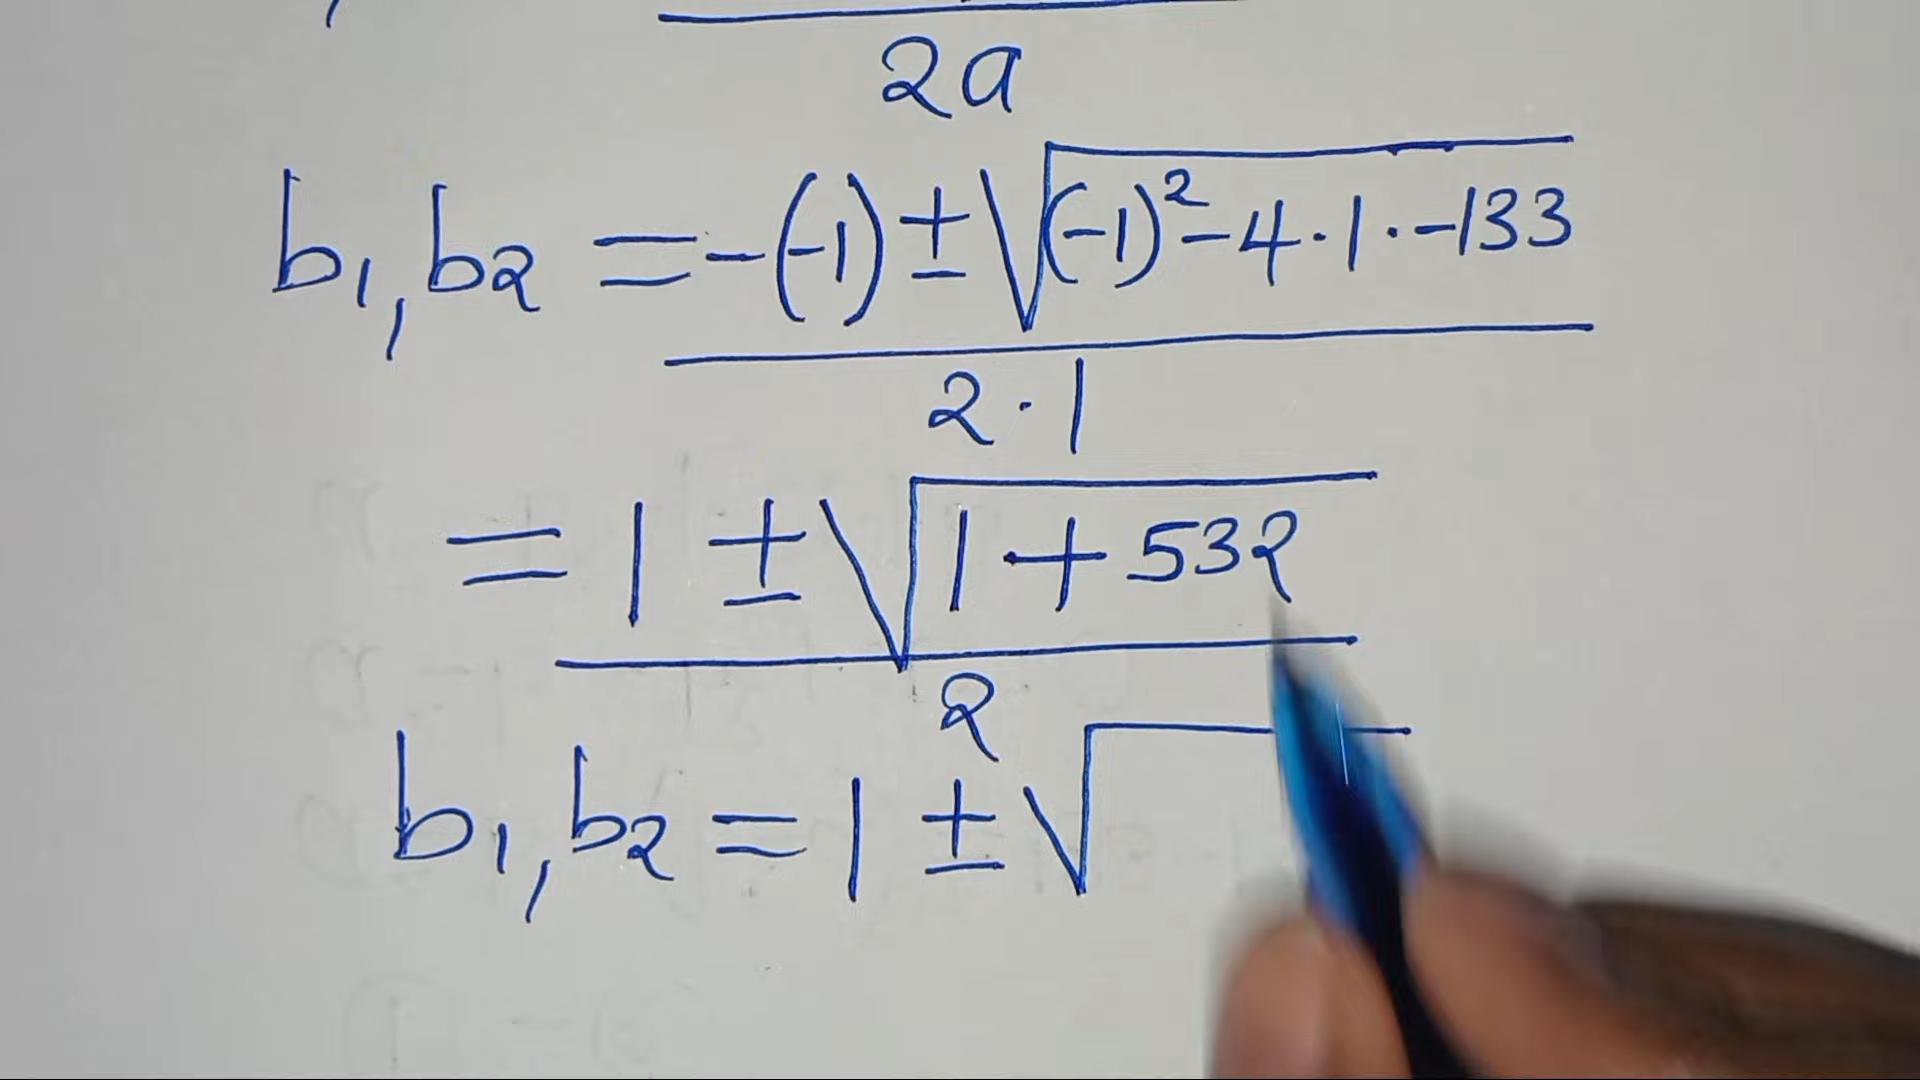 2a
b1, b2 = -(-1) ± √(-1)² - 4 · 1 · -133
2 · 1
= 1 ± √1 + 532
2
b1, b2 = 1 ± √